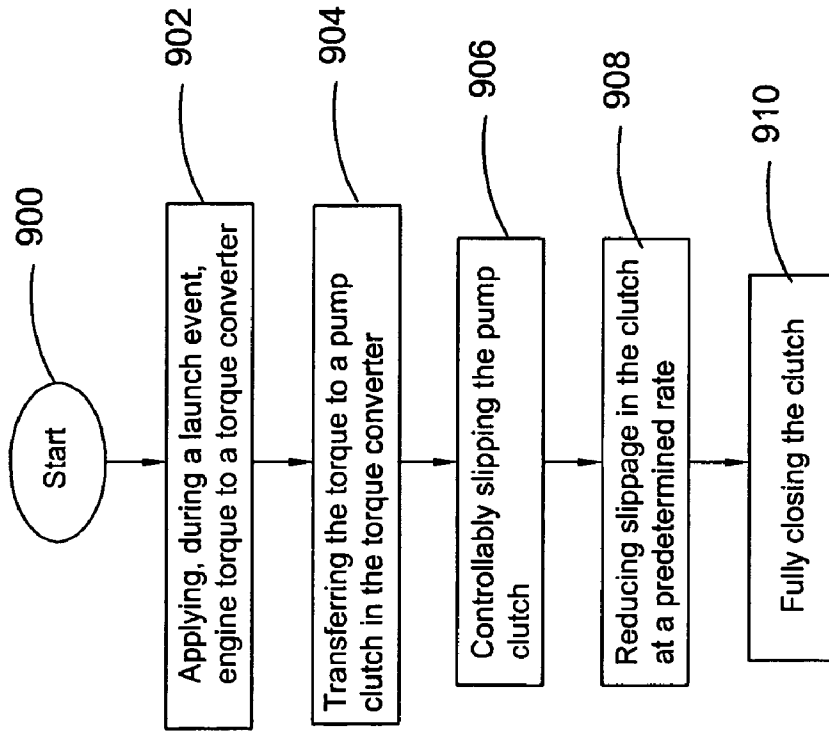 900
Start
902
Applying, during a launch event,
engine torque to a torque converter
904
Transferring the torque to a pump
clutch in the torque converter
906
Controllably slipping the pump
clutch
908
Reducing slippage in the clutch
at a predetermined rate
910
Fully closing the clutch